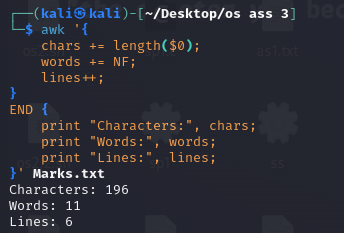 ┌──(kali㉿kali)-[~/Desktop/os ass 3]
└─$ awk '{
    chars += length($0);
    words += NF;
    lines++;
}
END {
    print "Characters:", chars;
    print "Words:", words;
    print "Lines:", lines;
}' Marks.txt
Characters: 196
Words: 11
Lines: 6